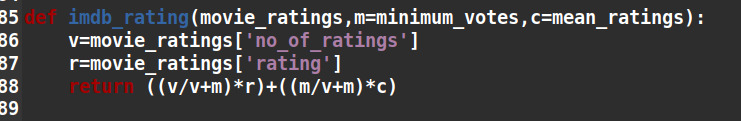 85 def imdb_rating(movie_ratings,m=minimum_votes,c=mean_ratings):
86     v=movie_ratings['no_of_ratings']
87     r=movie_ratings['rating']
88     return ((v/v+m)*r)+((m/v+m)*c)
89